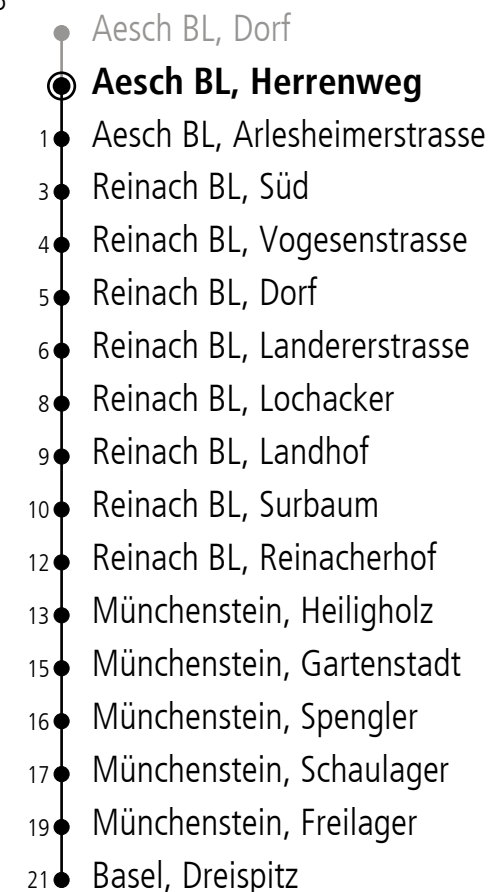 Aesch BL, Dorf
Aesch BL, Herrenweg
1 Aesch BL, Arlesheimerstrasse
3 Reinach BL, Süd
4 Reinach BL, Vogesenstrasse
5 Reinach BL, Dorf
6 Reinach BL, Landererstrasse
8 Reinach BL, Lochacker
9 Reinach BL, Landhof
10 Reinach BL, Surbaum
12 Reinach BL, Reinacherhof
13 Münchenstein, Heiligholz
15 Münchenstein, Gartenstadt
16 Münchenstein, Spengler
17 Münchenstein, Schaulager
19 Münchenstein, Freilager
21 Basel, Dreispitz